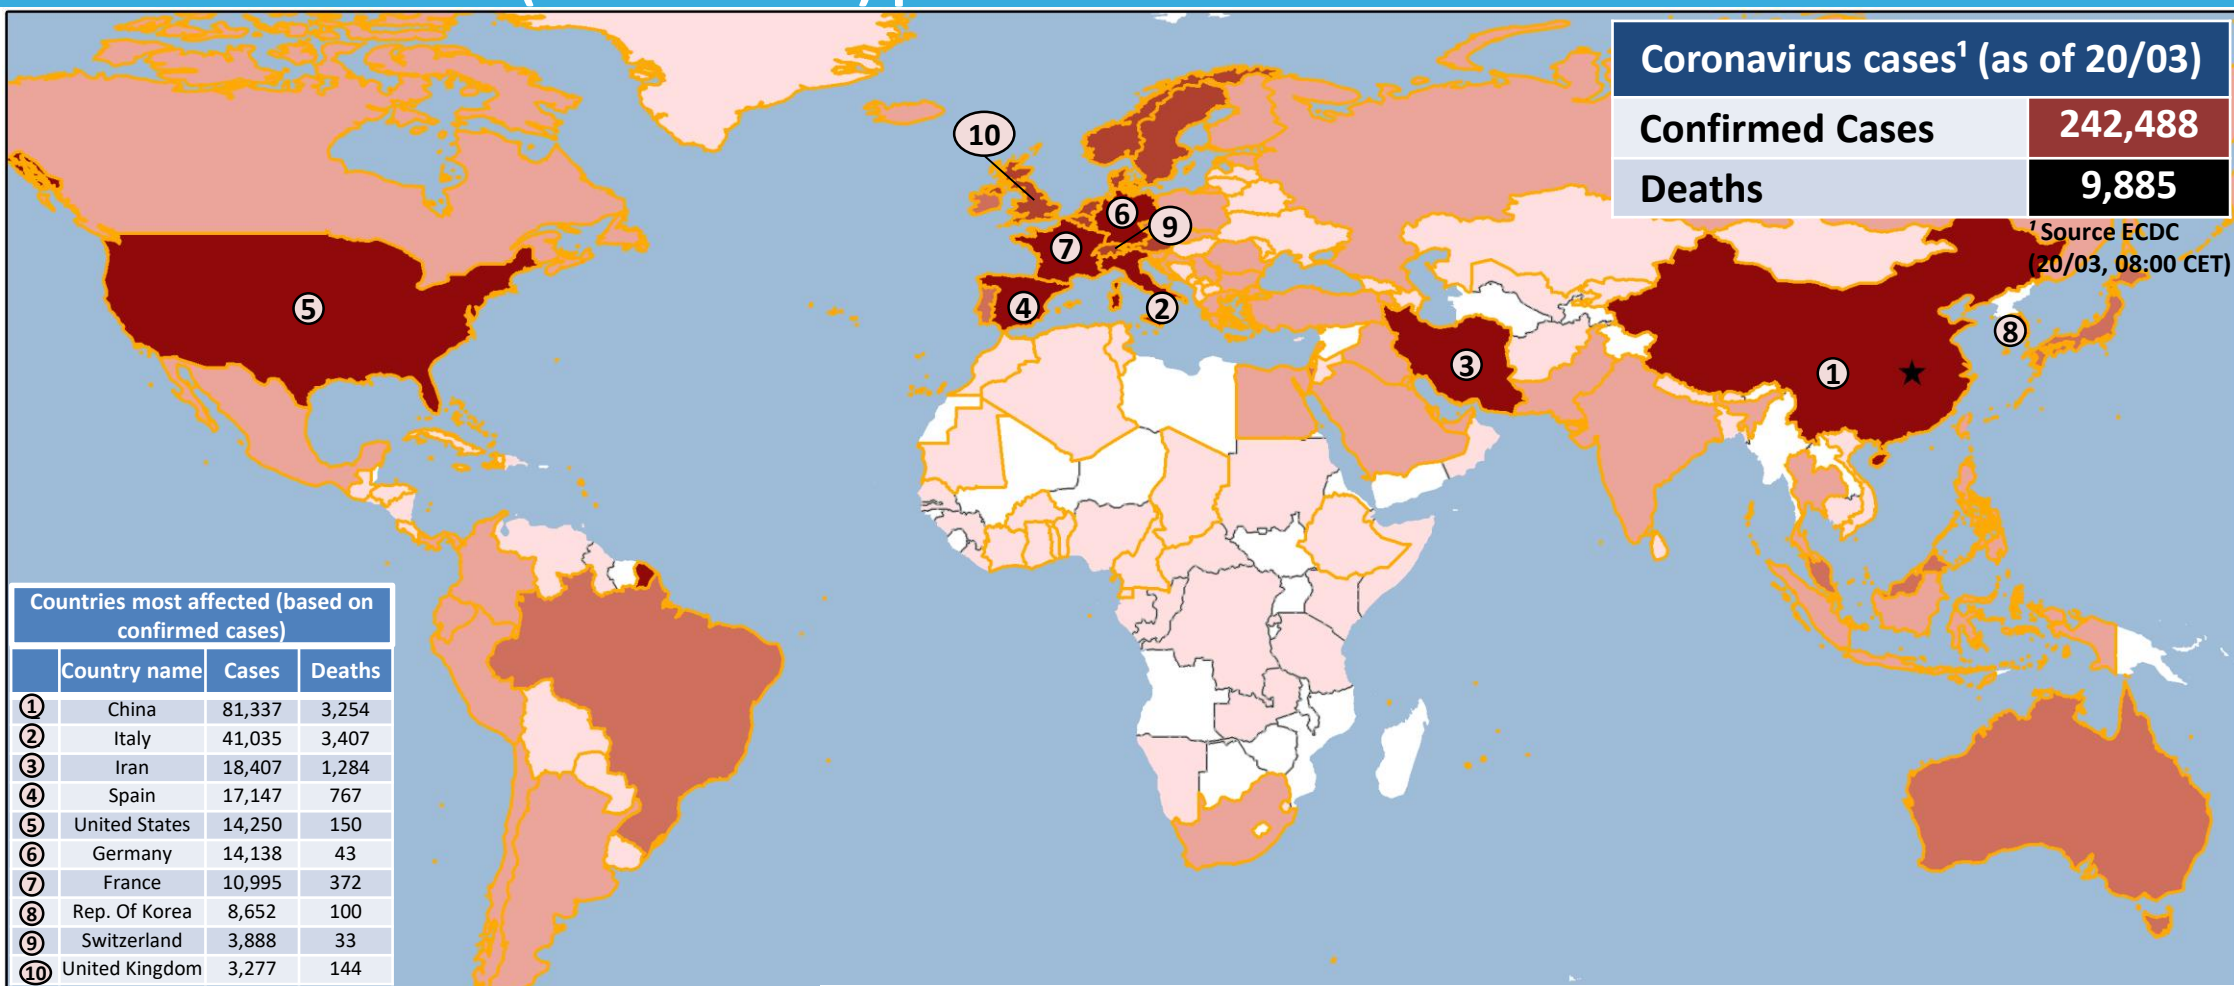 Coronavirus cases¹ (as of 20/03)
Confirmed Cases 242,488
Deaths 9,885
¹ Source ECDC
(20/03, 08:00 CET)
10
6
9
7
5
4
2
3
8
1
Countries most affected (based on
confirmed cases)
Country name Cases Deaths
1 China 81,337 3,254
2 Italy 41,035 3,407
3 Iran 18,407 1,284
4 Spain 17,147 767
5 United States 14,250 150
6 Germany 14,138 43
7 France 10,995 372
8 Rep. Of Korea 8,652 100
9 Switzerland 3,888 33
10 United Kingdom 3,277 144